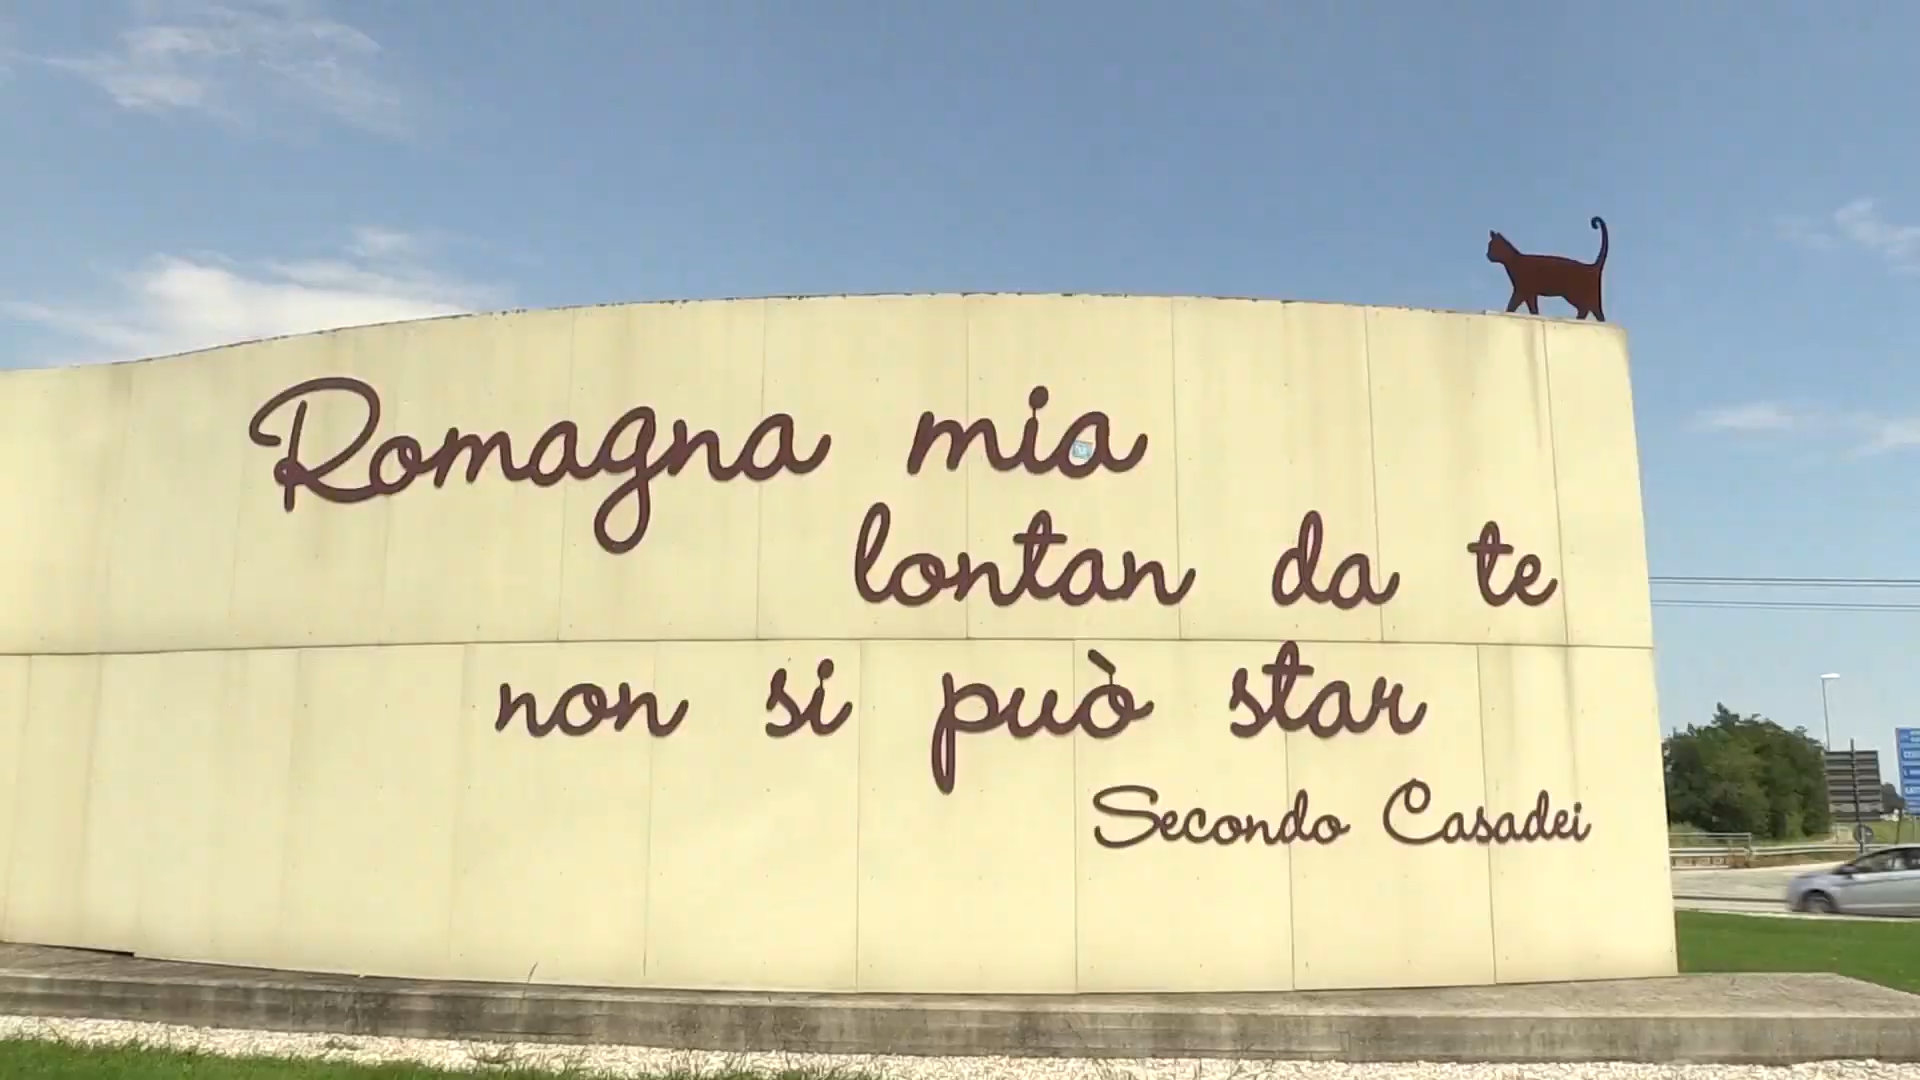 Romagna mia
lontan da te
non si può star
Secondo Casadei